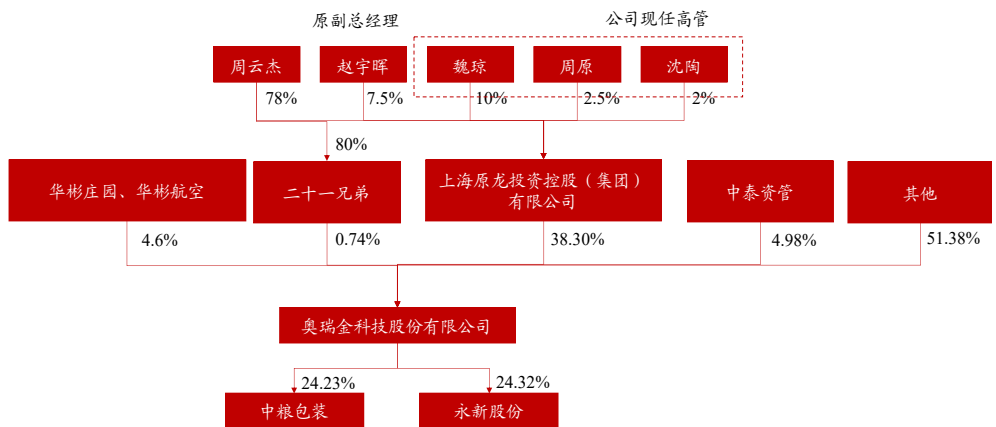 原副总经理
公司现任高管
周云杰
赵宇晖
魏琼
周原
沈陶
78%
7.5%
10%
2.5%
2%
80%
华彬庄园、华彬航空
二十一兄弟
上海原龙投资控股（集团）
有限公司
中泰资管
其他
4.6%
0.74%
38.30%
4.98%
51.38%
奥瑞金科技股份有限公司
24.23%
24.32%
中粮包装
永新股份